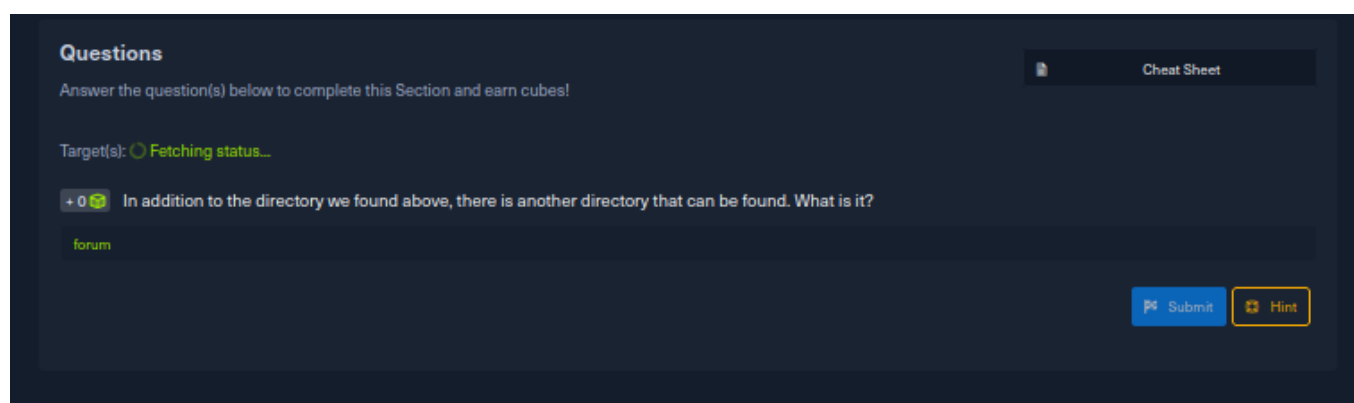 Questions
Cheat Sheet
Answer the question(s) below to complete this Section and earn cubes!
Target(s): Fetching status...
+ 0 In addition to the directory we found above, there is another directory that can be found. What is it?
forum
Submit Hint